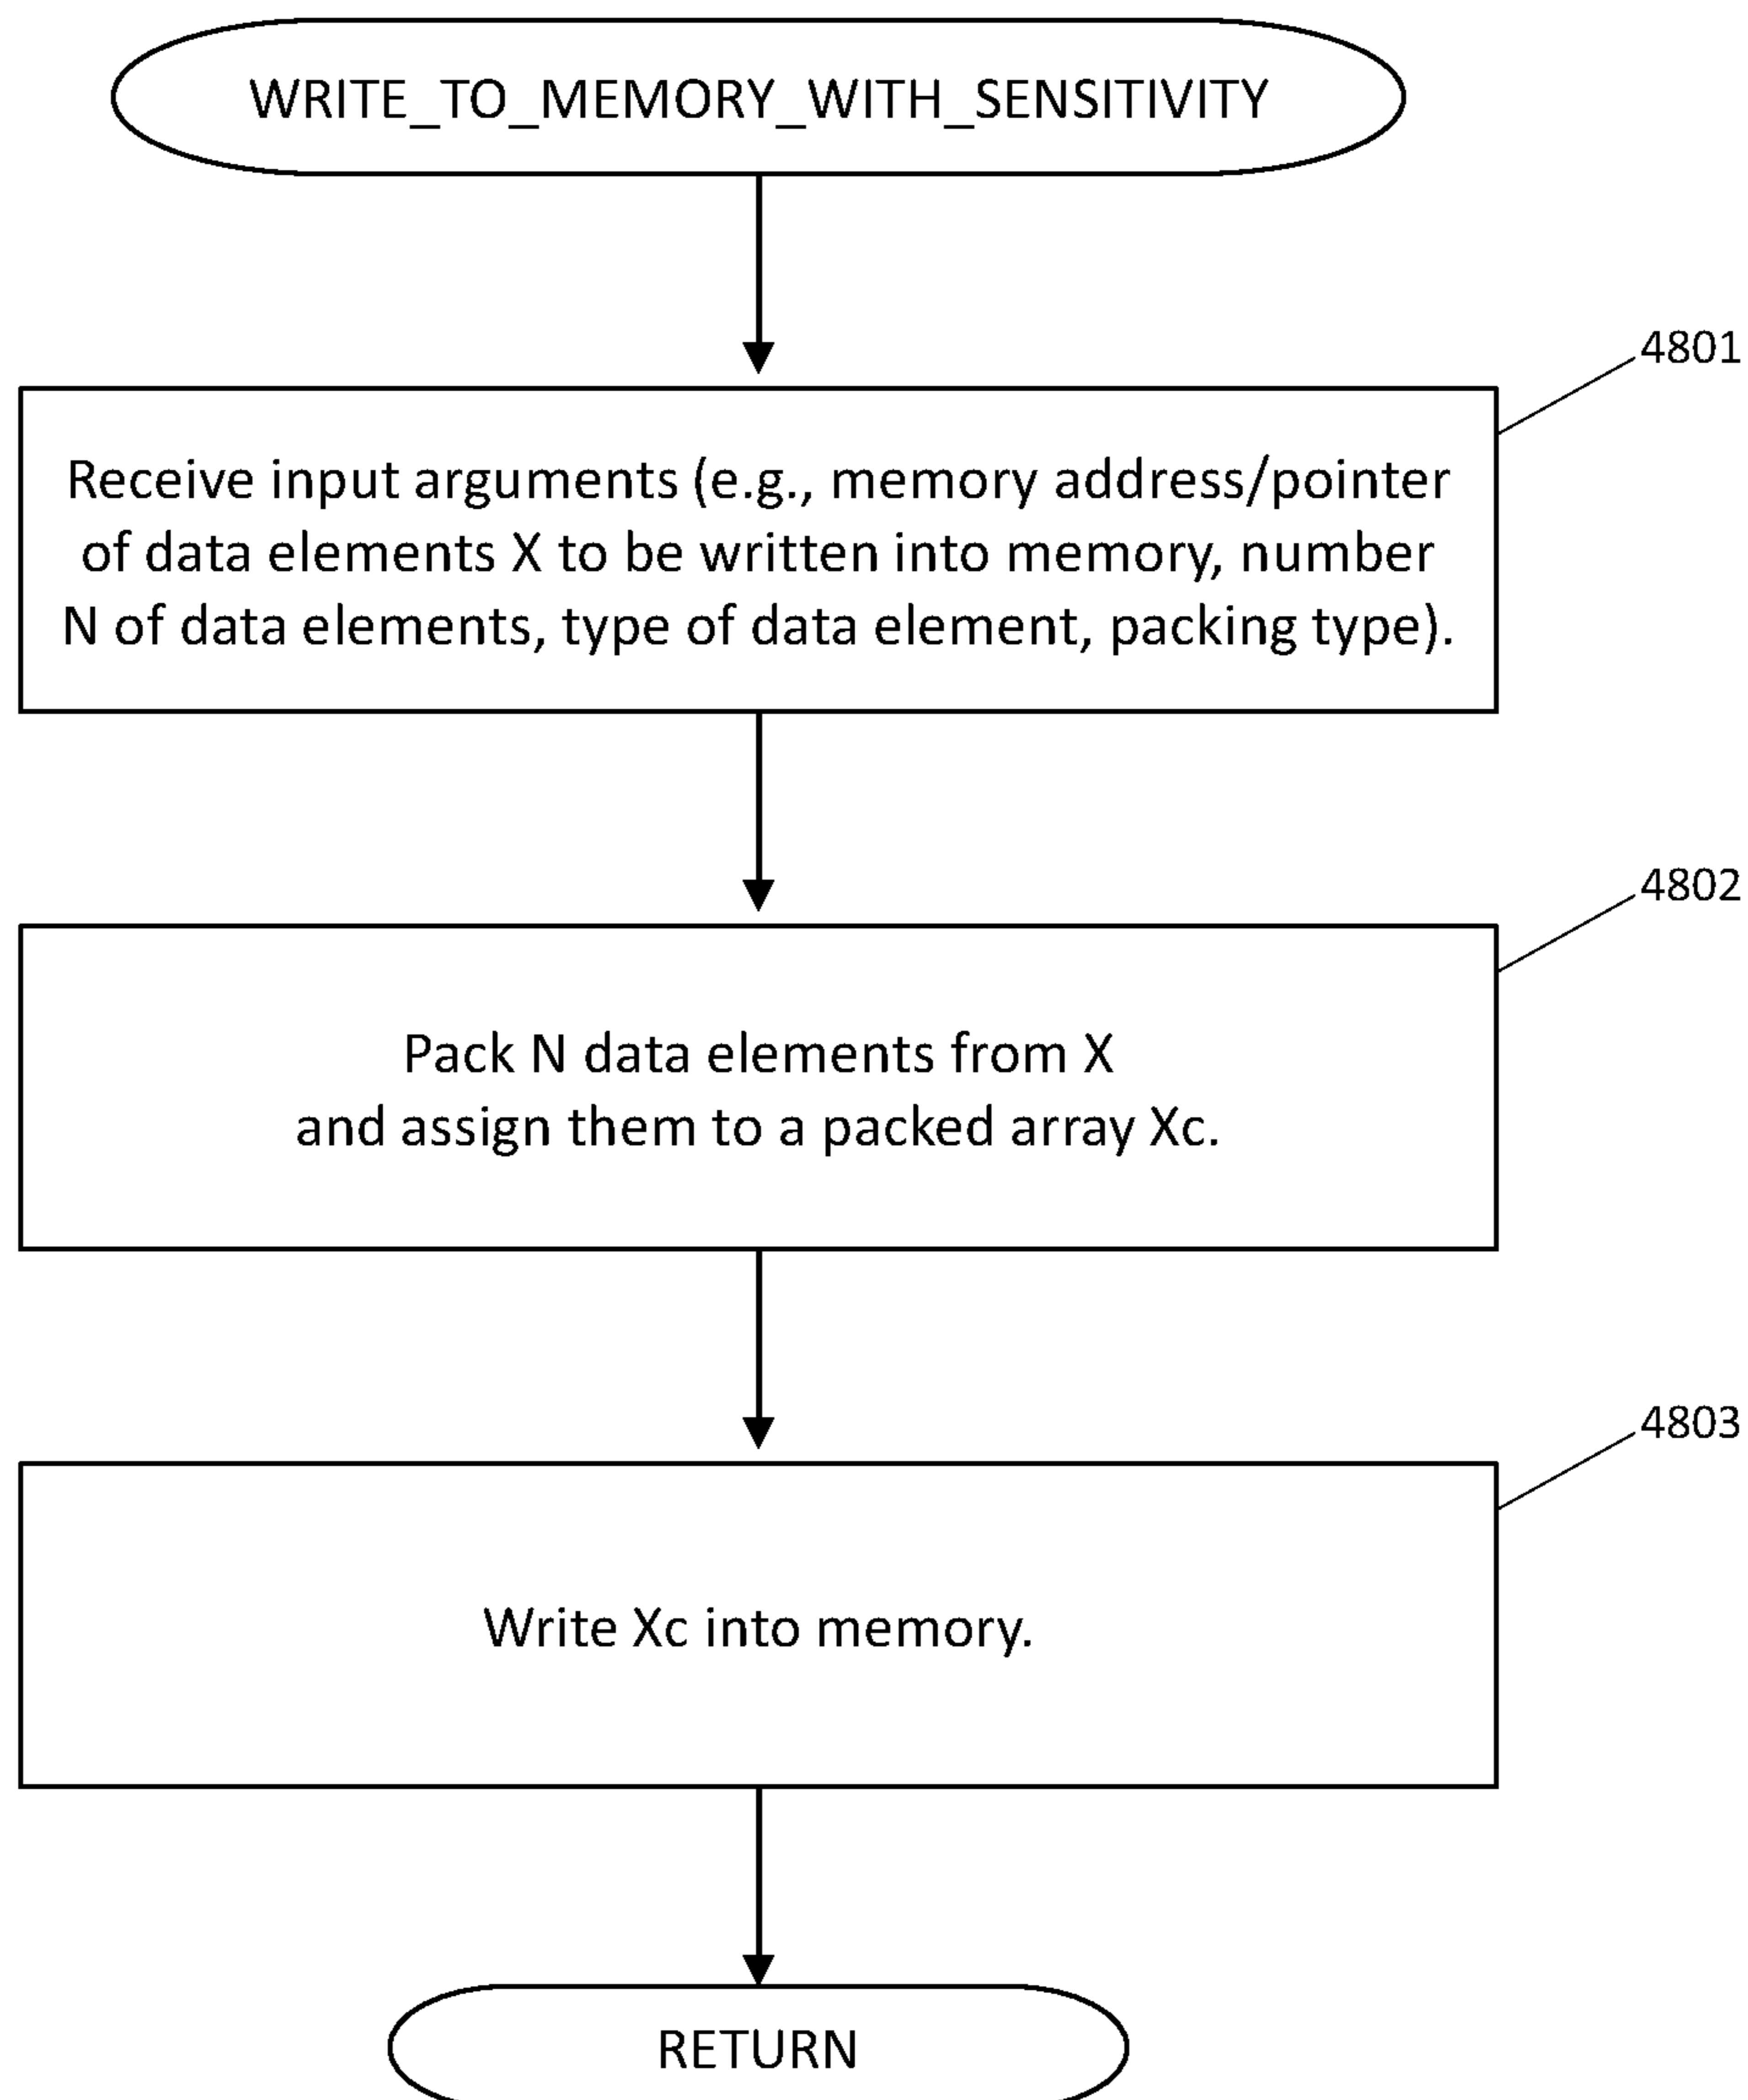 WRITE_TO_MEMORY_WITH_SENSITIVITY
4801
Receive input arguments (e.g., memory address/pointer
of data elements X to be written into memory, number
N of data elements, type of data element, packing type).
4802
Pack N data elements from X
and assign them to a packed array Xc.
4803
Write Xc into memory.
RETURN